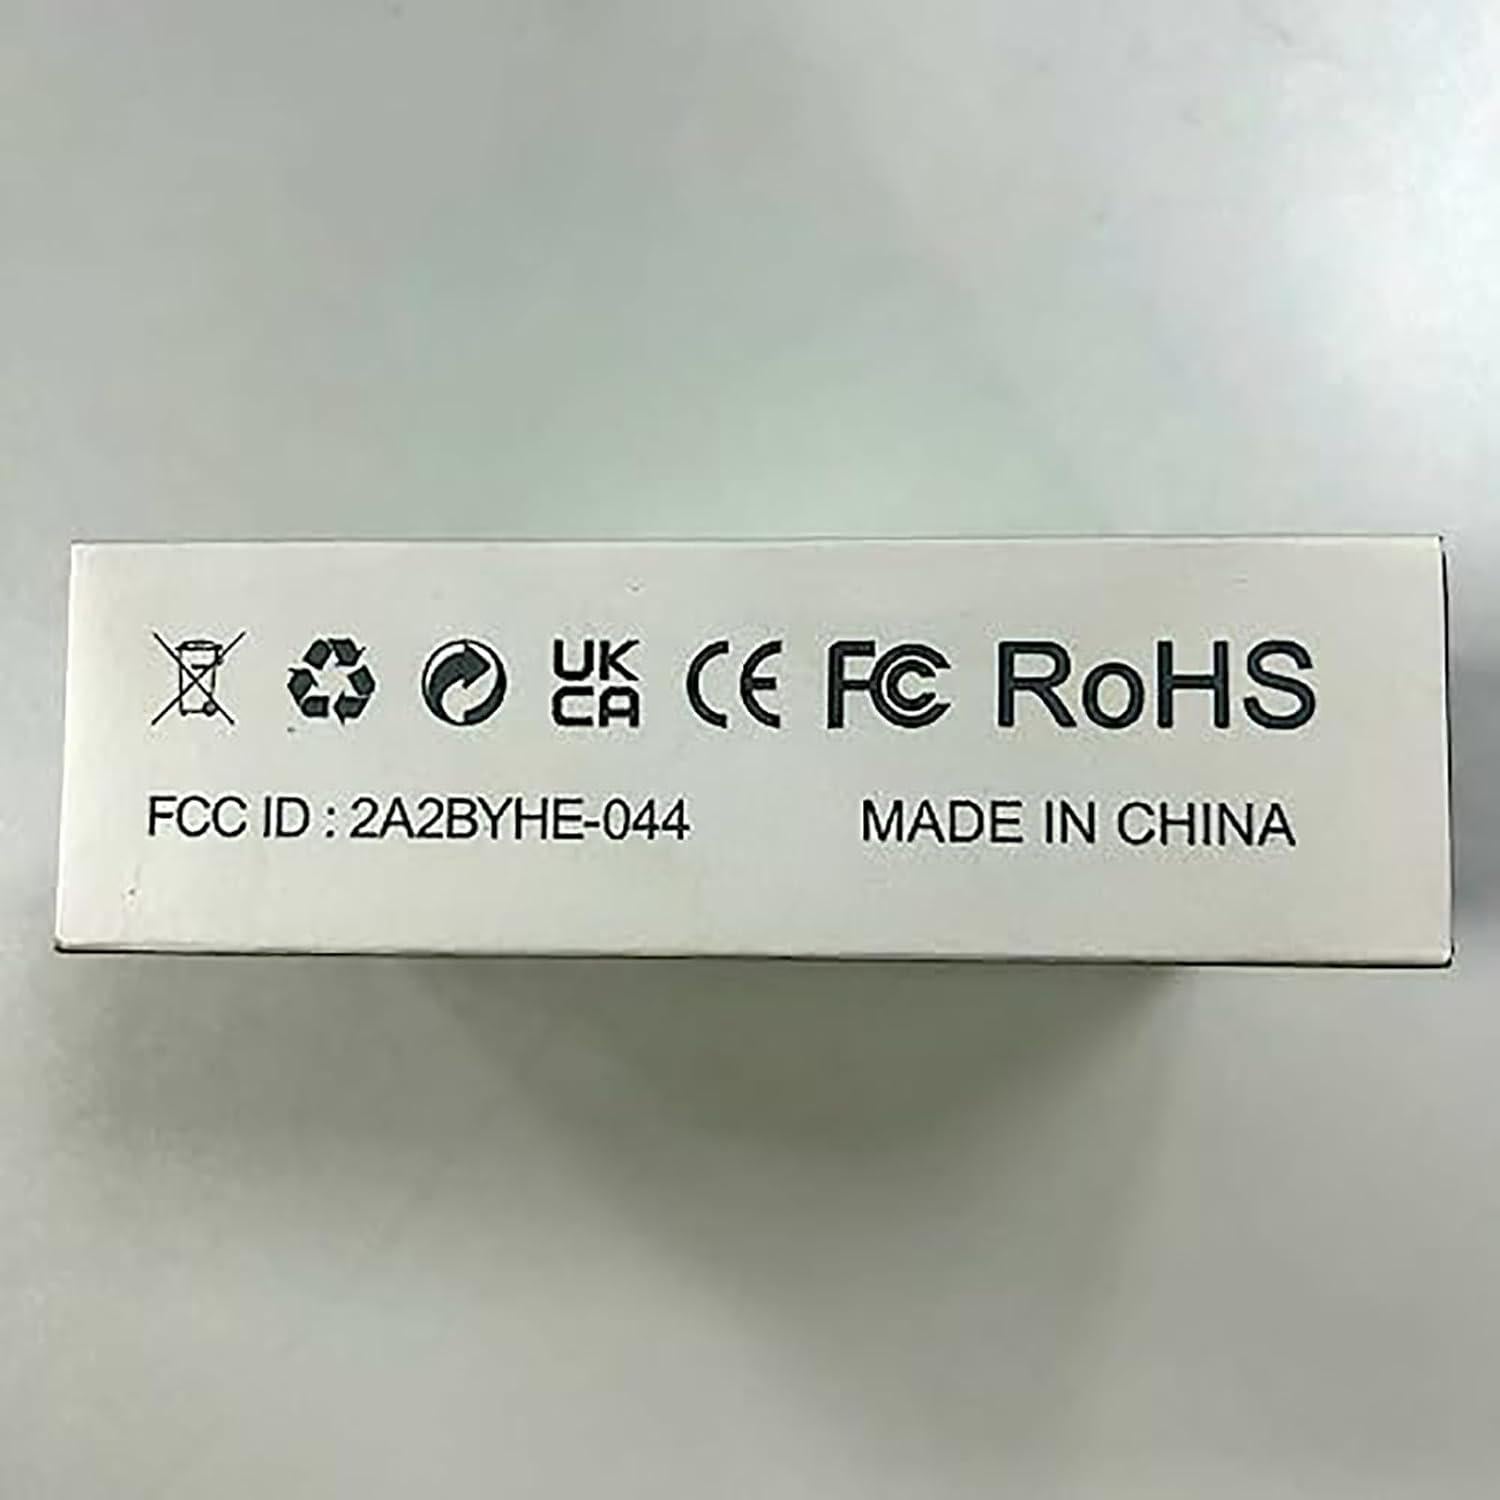 UK CA CE FC RoHS
FCC ID : 2A2BYHE-044 MADE IN CHINA